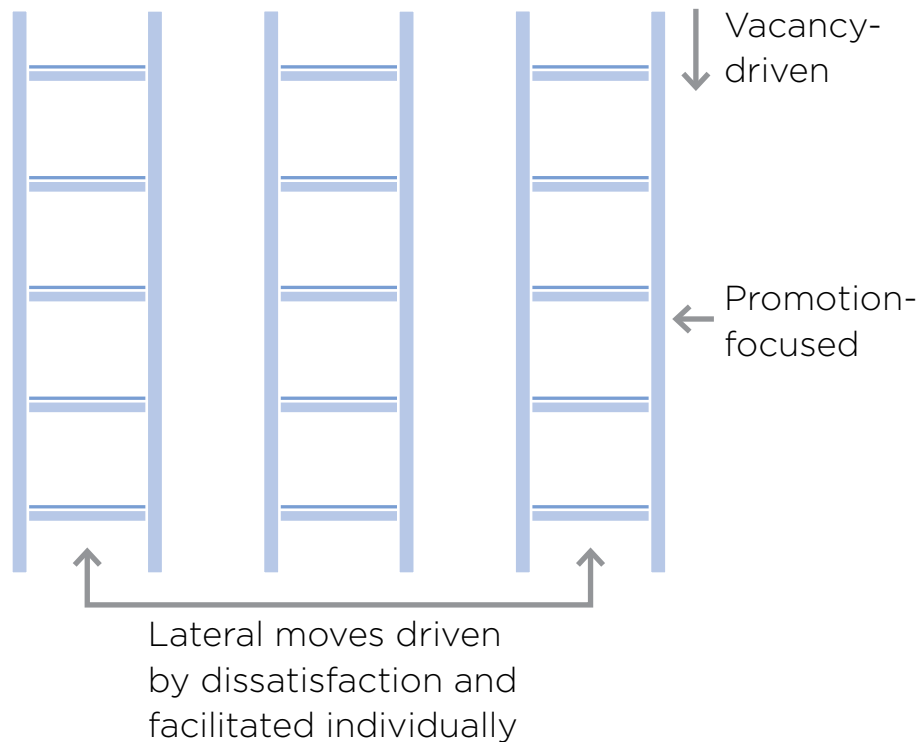 Vacancy-
driven
Promotion-
focused
Lateral moves driven
by dissatisfaction and
facilitated individually